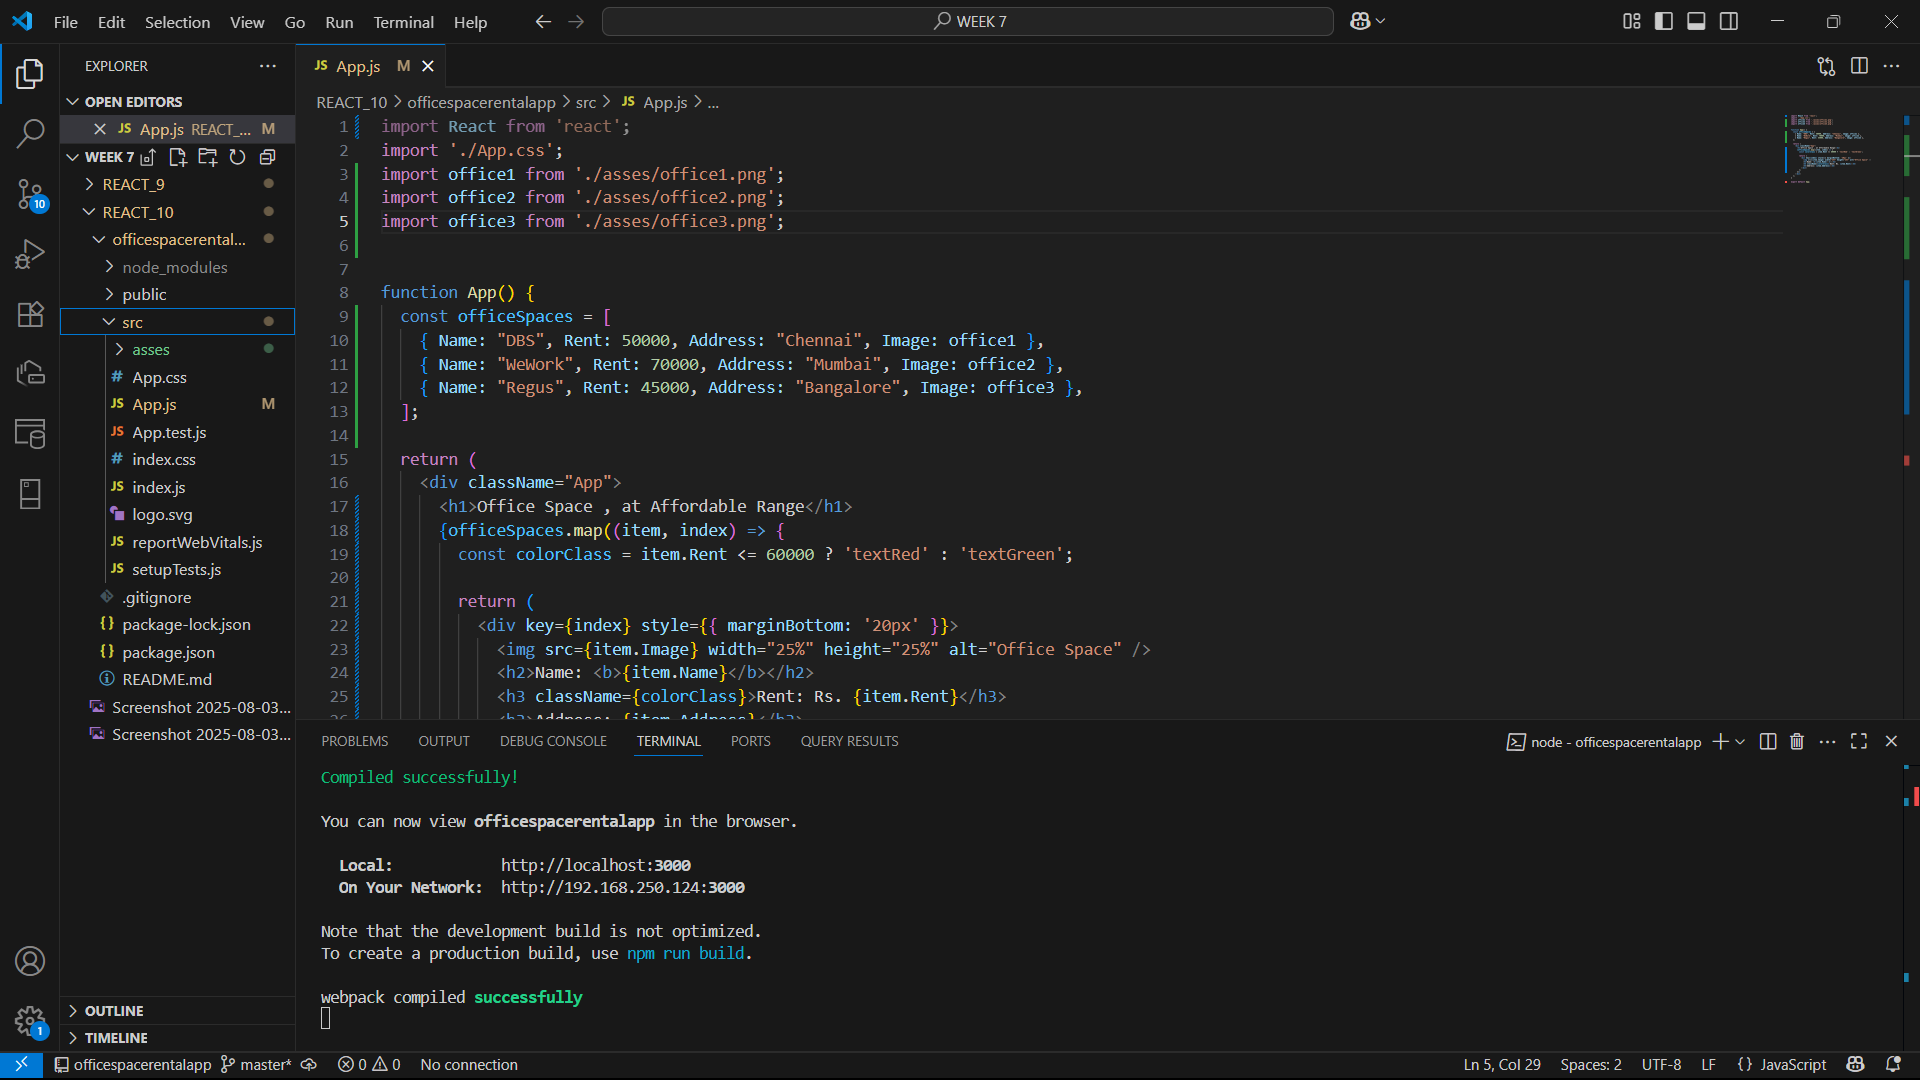 File Edit Selection View Go Run Terminal Help
WEEK 7
EXPLORER
OPEN EDITORS
JS App.js REACT_... M
WEEK 7
REACT_9
REACT_10
officespacerental...
node_modules
public
src
asses
# App.css
JS App.js M
JS App.test.js
# index.css
JS index.js
logo.svg
JS reportWebVitals.js
JS setupTests.js
.gitignore
{} package-lock.json
{} package.json
README.md
Screenshot 2025-08-03...
Screenshot 2025-08-03...
OUTLINE
TIMELINE
10
1
JS App.js M
REACT_10 > officespacerentalapp > src > JS App.js > ...
1 import React from 'react';
2 import './App.css';
3 import office1 from './asses/office1.png';
4 import office2 from './asses/office2.png';
5 import office3 from './asses/office3.png';
6
7
8 function App() {
9 const officeSpaces = [
10 { Name: "DBS", Rent: 50000, Address: "Chennai", Image: office1 },
11 { Name: "WeWork", Rent: 70000, Address: "Mumbai", Image: office2 },
12 { Name: "Regus", Rent: 45000, Address: "Bangalore", Image: office3 },
13 ];
14
15 return (
16 <div className="App">
17 <h1>Office Space , at Affordable Range</h1>
18 {officeSpaces.map((item, index) => {
19 const colorClass = item.Rent <= 60000 ? 'textRed' : 'textGreen';
20
21 return (
22 <div key={index} style={{ marginBottom: '20px' }}>
23 <img src={item.Image} width="25%" height="25%" alt="Office Space" />
24 <h2>Name: <b>{item.Name}</b></h2>
25 <h3 className={colorClass}>Rent: Rs. {item.Rent}</h3>
26 <h3>Address: {item.Address}</h3>
PROBLEMS OUTPUT DEBUG CONSOLE TERMINAL PORTS QUERY RESULTS
node - officespacerentalapp
Compiled successfully!
You can now view officespacerentalapp in the browser.
Local: http://localhost:3000
On Your Network: http://192.168.250.124:3000
Note that the development build is not optimized.
To create a production build, use npm run build.
webpack compiled successfully
officespacerentalapp master* 0 0 No connection
Ln 5, Col 29 Spaces: 2 UTF-8 LF {} JavaScript